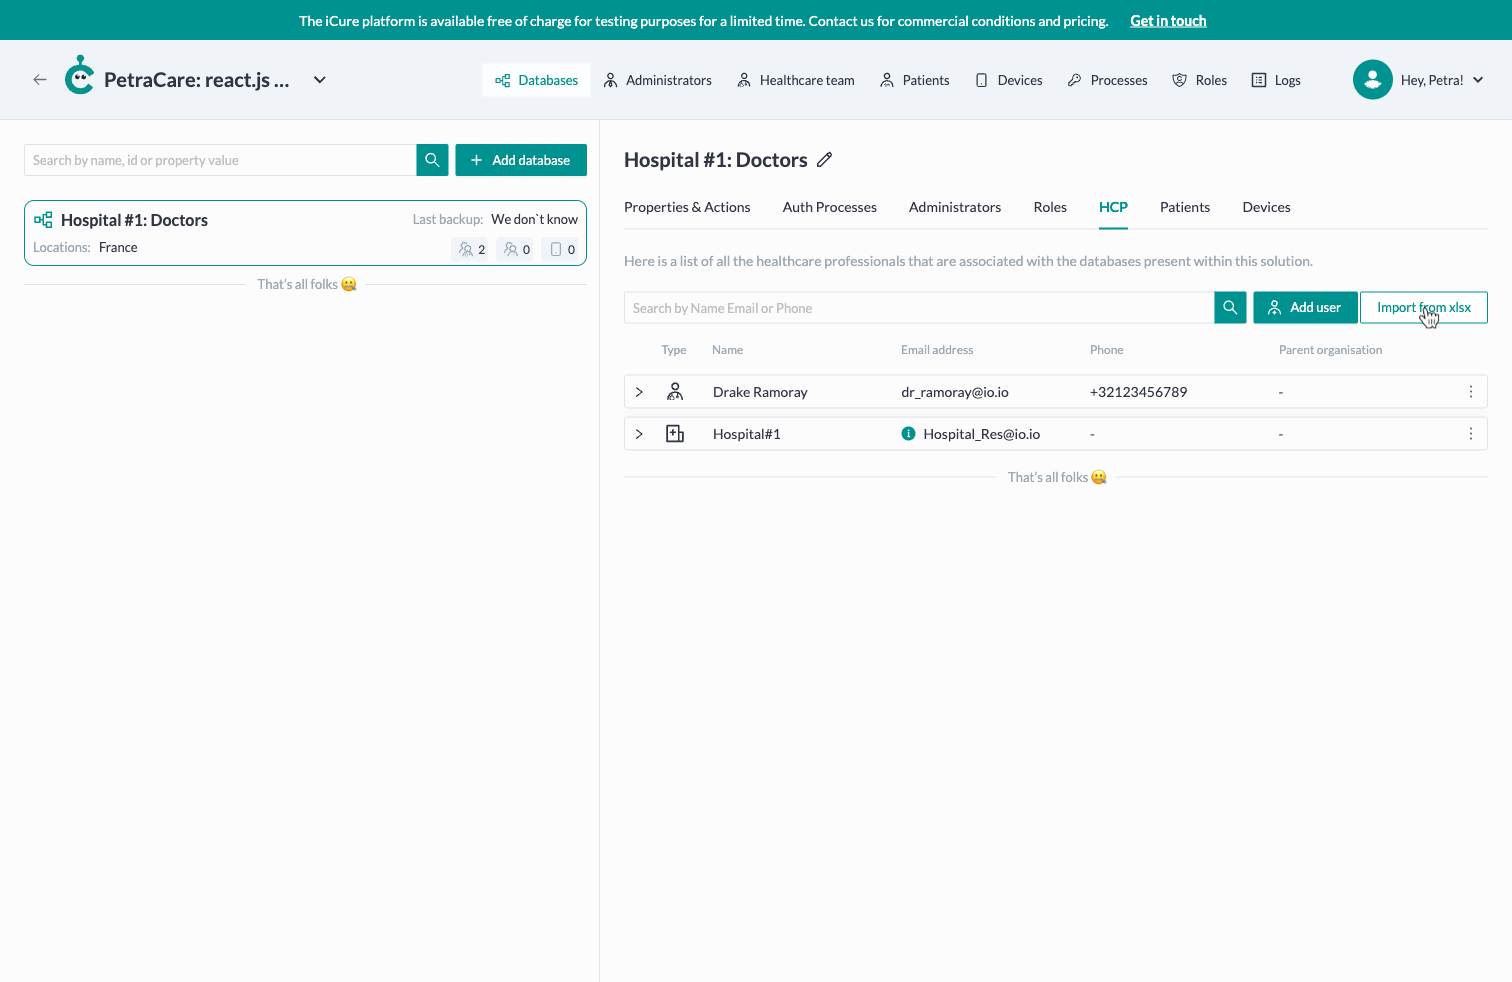 The iCure platform is available free of charge for testing purposes for a limited time. Contact us for commercial conditions and pricing. Get in touch
PetraCare: react.js ...
Databases
Administrators
Healthcare team
Patients
Devices
Processes
Roles
Logs
Hey, Petra!
Search by name, id or property value
Add database
Hospital #1: Doctors
Last backup: We don`t know
Locations: France
2
0
0
That's all folks 🤐
Hospital #1: Doctors
Properties & Actions
Auth Processes
Administrators
Roles
HCP
Patients
Devices
Here is a list of all the healthcare professionals that are associated with the databases present within this solution.
Search by Name Email or Phone
Add user
Import from xlsx
Type Name Email address Phone Parent organisation
Drake Ramoray dr_ramoray@io.io +32123456789 -
Hospital#1 Hospital_Res@io.io - -
That's all folks 🤐